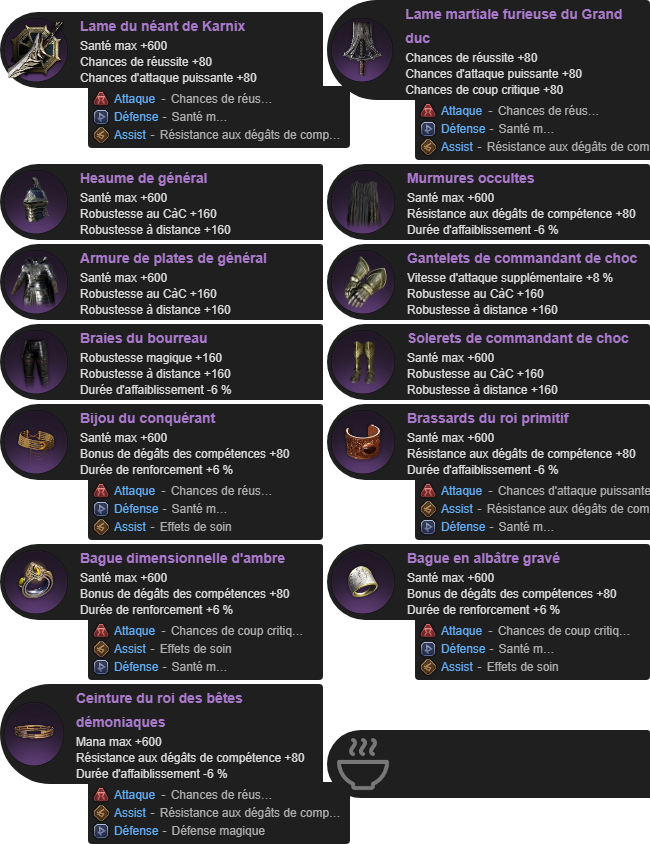 Lame du néant de Karnix
Santé max +600
Chances de réussite +80
Chances d'attaque puissante +80
Attaque - Chances de réus...
Défense - Santé m...
Assist - Résistance aux dégâts de comp...
Lame martiale furieuse du Grand
duc
Chances de réussite +80
Chances d'attaque puissante +80
Chances de coup critique +80
Attaque - Chances de réus...
Défense - Santé m...
Assist - Résistance aux dégâts de com
Heaume de général
Santé max +600
Robustesse au CàC +160
Robustesse à distance +160
Murmures occultes
Santé max +600
Résistance aux dégâts de compétence +80
Durée d'affaiblissement -6 %
Armure de plates de général
Santé max +600
Robustesse au CàC +160
Robustesse à distance +160
Gantelets de commandant de choc
Vitesse d'attaque supplémentaire +8 %
Robustesse au CàC +160
Robustesse à distance +160
Braies du bourreau
Robustesse magique +160
Robustesse à distance +160
Durée d'affaiblissement -6 %
Solerets de commandant de choc
Santé max +600
Robustesse au CàC +160
Robustesse à distance +160
Bijou du conquérant
Santé max +600
Bonus de dégâts des compétences +80
Durée de renforcement +6 %
Attaque - Chances de réus...
Défense - Santé m...
Assist - Effets de soin
Brassards du roi primitif
Santé max +600
Résistance aux dégâts de compétence +80
Durée d'affaiblissement -6 %
Attaque - Chances d'attaque puissante
Assist - Résistance aux dégâts de com
Défense - Santé m...
Bague dimensionnelle d'ambre
Santé max +600
Bonus de dégâts des compétences +80
Durée de renforcement +6 %
Attaque - Chances de coup critiq...
Assist - Effets de soin
Défense - Santé m...
Bague en albâtre gravé
Santé max +600
Bonus de dégâts des compétences +80
Durée de renforcement +6 %
Attaque - Chances de coup critiq...
Défense - Santé m...
Assist - Effets de soin
Ceinture du roi des bêtes
démoniaques
Mana max +600
Résistance aux dégâts de compétence +80
Durée d'affaiblissement -6 %
Attaque - Chances de réus...
Assist - Résistance aux dégâts de comp...
Défense - Défense magique